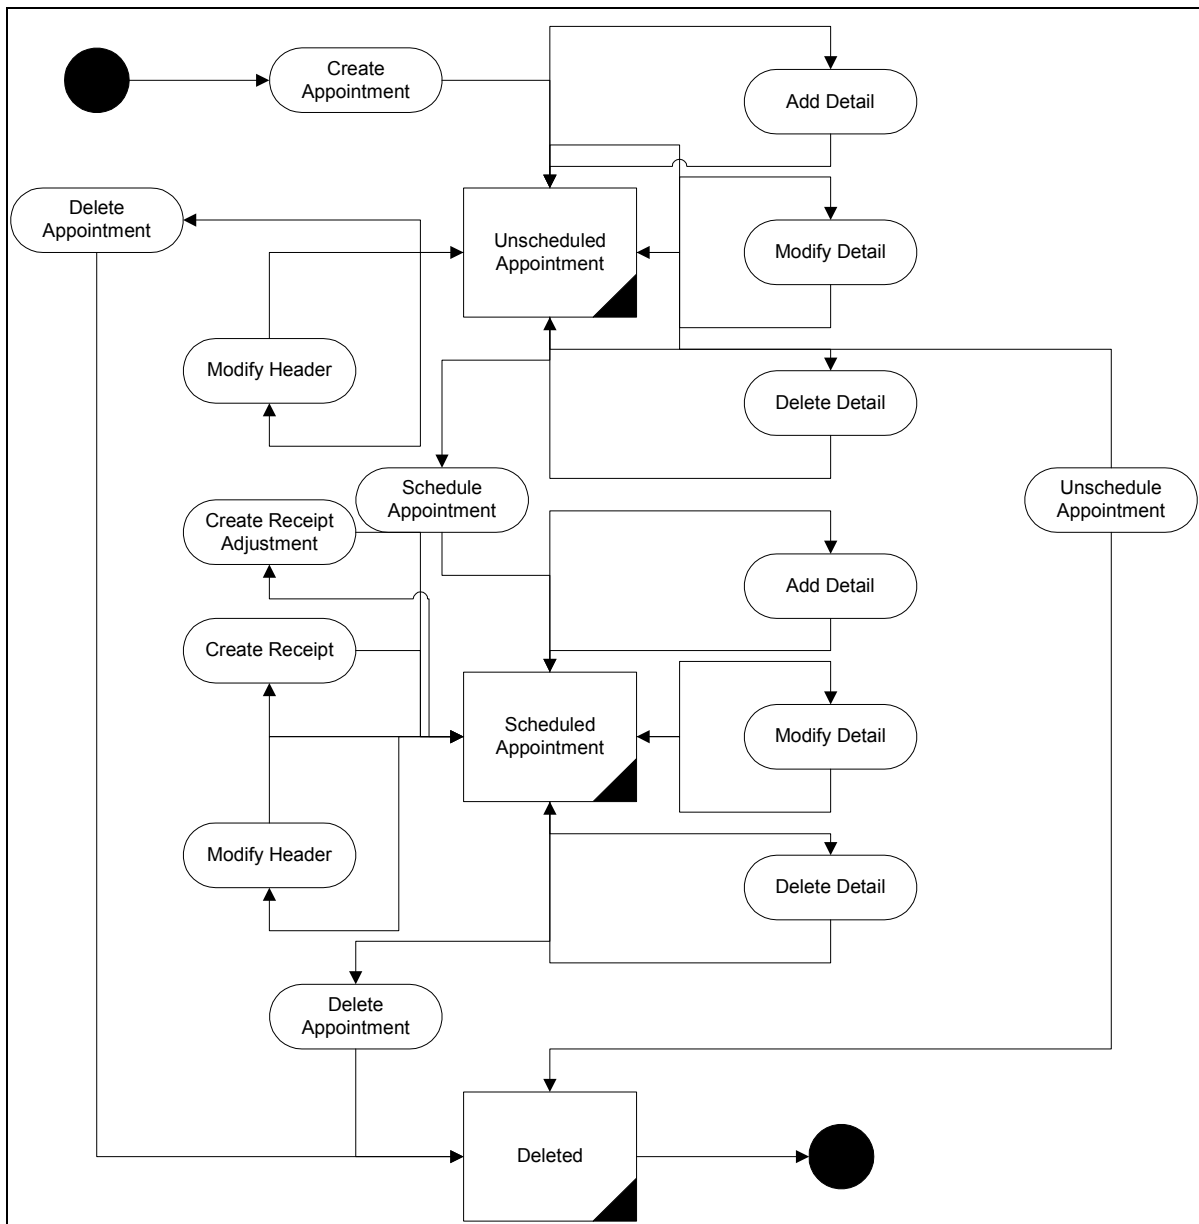 Create
Appointment
Add Detail
Delete
Appointment
Unscheduled
Appointment
Modify Detail
Modify Header
Delete Detail
Schedule
Appointment
Unschedule
Appointment
Create Receipt
Adjustment
Add Detail
Create Receipt
Scheduled
Appointment
Modify Detail
Modify Header
Delete Detail
Delete
Appointment
Deleted